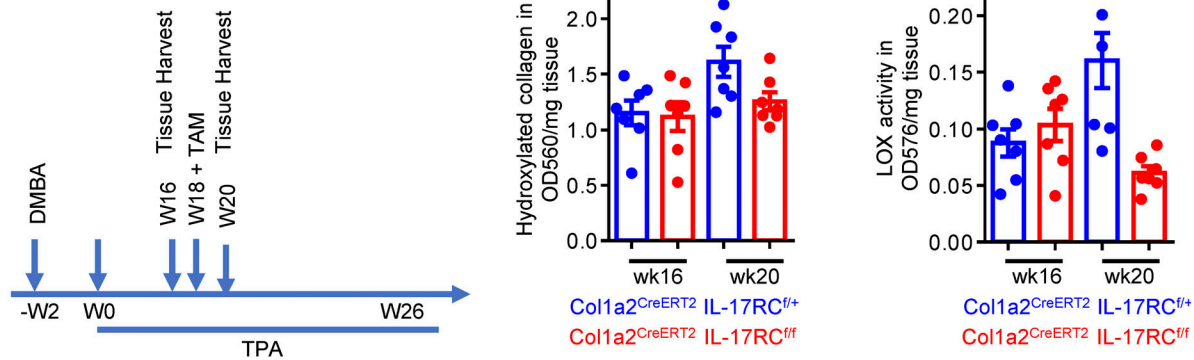 DMBA
W16 Tissue Harvest
W18 + TAM
W20 Tissue Harvest
-W2
W0
W26
TPA
Hydroxylated collagen in
OD560/mg tissue
2.0
1.5
1.0
0.5
0.0
wk16
wk20
Col1a2CreERT2 IL-17RCf/+
Col1a2CreERT2 IL-17RCf/f
LOX activity in
OD576/mg tissue
0.20
0.15
0.10
0.05
0.00
wk16
wk20
Col1a2CreERT2 IL-17RCf/+
Col1a2CreERT2 IL-17RCf/f